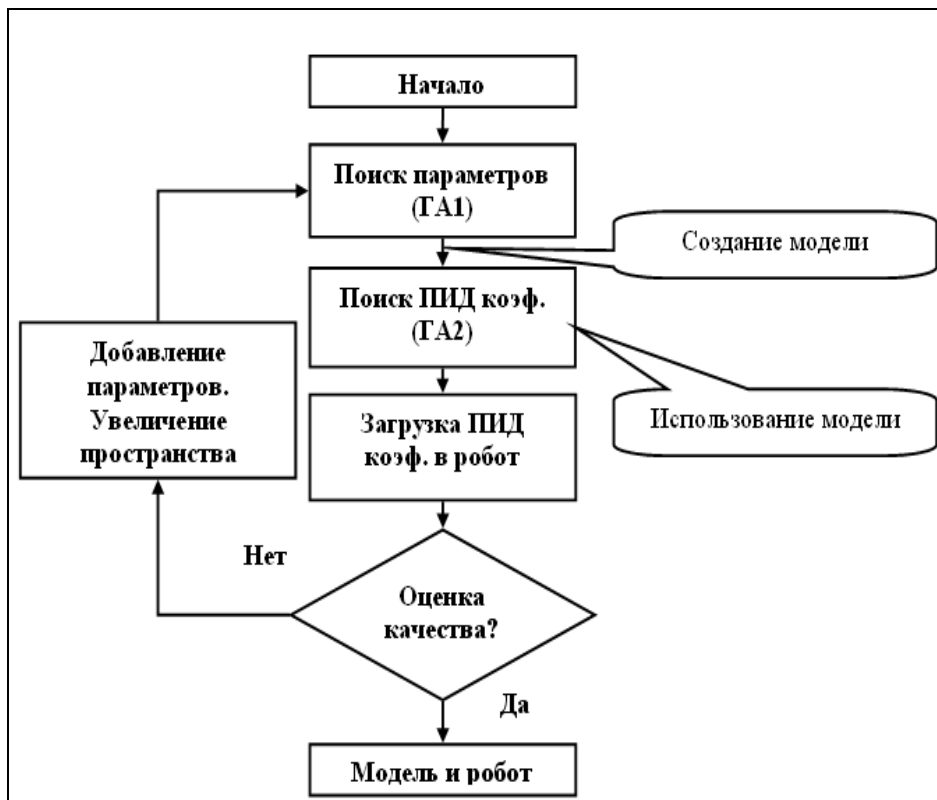 Начало
Поиск параметров
(ГА1)
Создание модели
Поиск ПИД коэф.
(ГА2)
Добавление
параметров.
Увеличение
пространства
Загрузка ПИД
коэф. в робот
Использование модели
Нет
Оценка
качества?
Да
Модель и робот